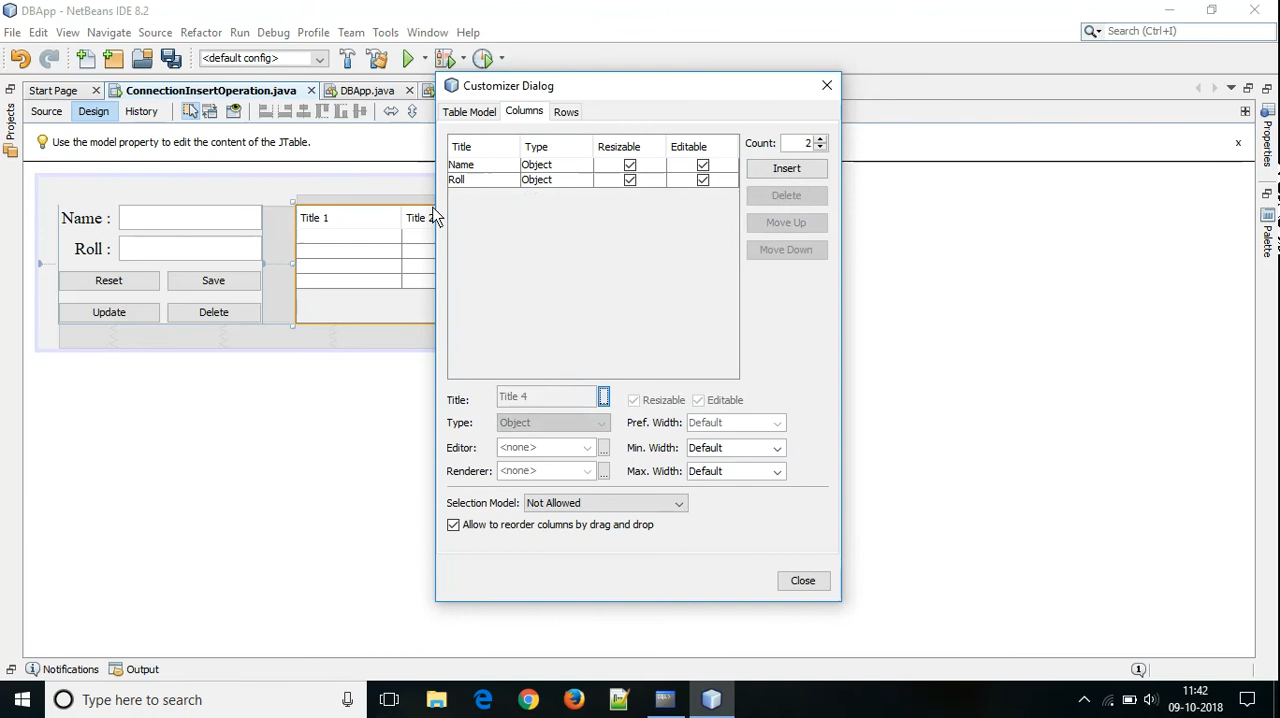 DBApp - NetBeans IDE 8.2
File Edit View Navigate Source Refactor Run Debug Profile Team Tools Window Help
Search (Ctrl+I)
<default config>
Start Page ConnectionInsertOperation.java DBApp.java
Source Design History
Use the model property to edit the content of the JTable.
x
Projects
Properties
Palette
Name :
Roll :
Reset Save
Update Delete
Title 1 Title 2
Customizer Dialog
Table Model Columns Rows
Title Type Resizable Editable
Name Object
Roll Object
Count: 2
Insert
Delete
Move Up
Move Down
Title: Title 4 ... Resizable Editable
Type: Object Pref. Width: Default
Editor: <none> ... Min. Width: Default
Renderer: <none> ... Max. Width: Default
Selection Model: Not Allowed
Allow to reorder columns by drag and drop
Close
Notifications Output
1
Type here to search
11:42
09-10-2018